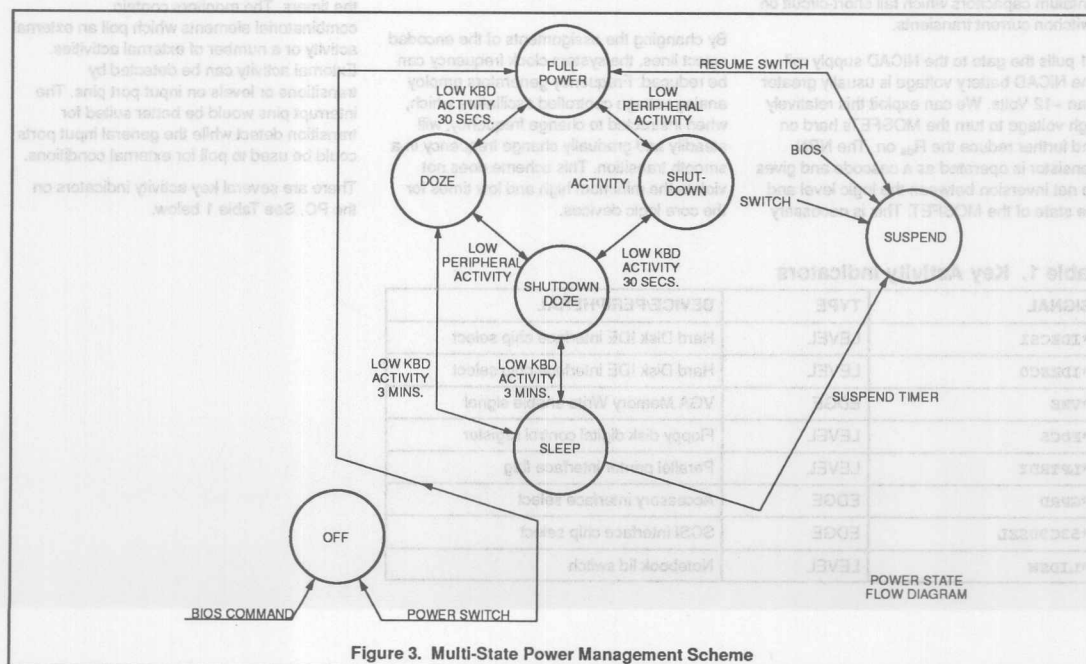 FULL
POWER
RESUME SWITCH
LOW KBD
ACTIVITY
30 SECS.
LOW
PERIPHERAL
ACTIVITY
DOZE
ACTIVITY
SHUT-
DOWN
BIOS
SWITCH
SUSPEND
LOW
PERIPHERAL
ACTIVITY
LOW KBD
ACTIVITY
30 SECS.
SHUTDOWN
DOZE
LOW KBD
ACTIVITY
3 MINS.
LOW KBD
ACTIVITY
3 MINS.
SUSPEND TIMER
SLEEP
OFF
POWER STATE
FLOW DIAGRAM
BIOS COMMAND
POWER SWITCH
Figure 3. Multi-State Power Management Scheme